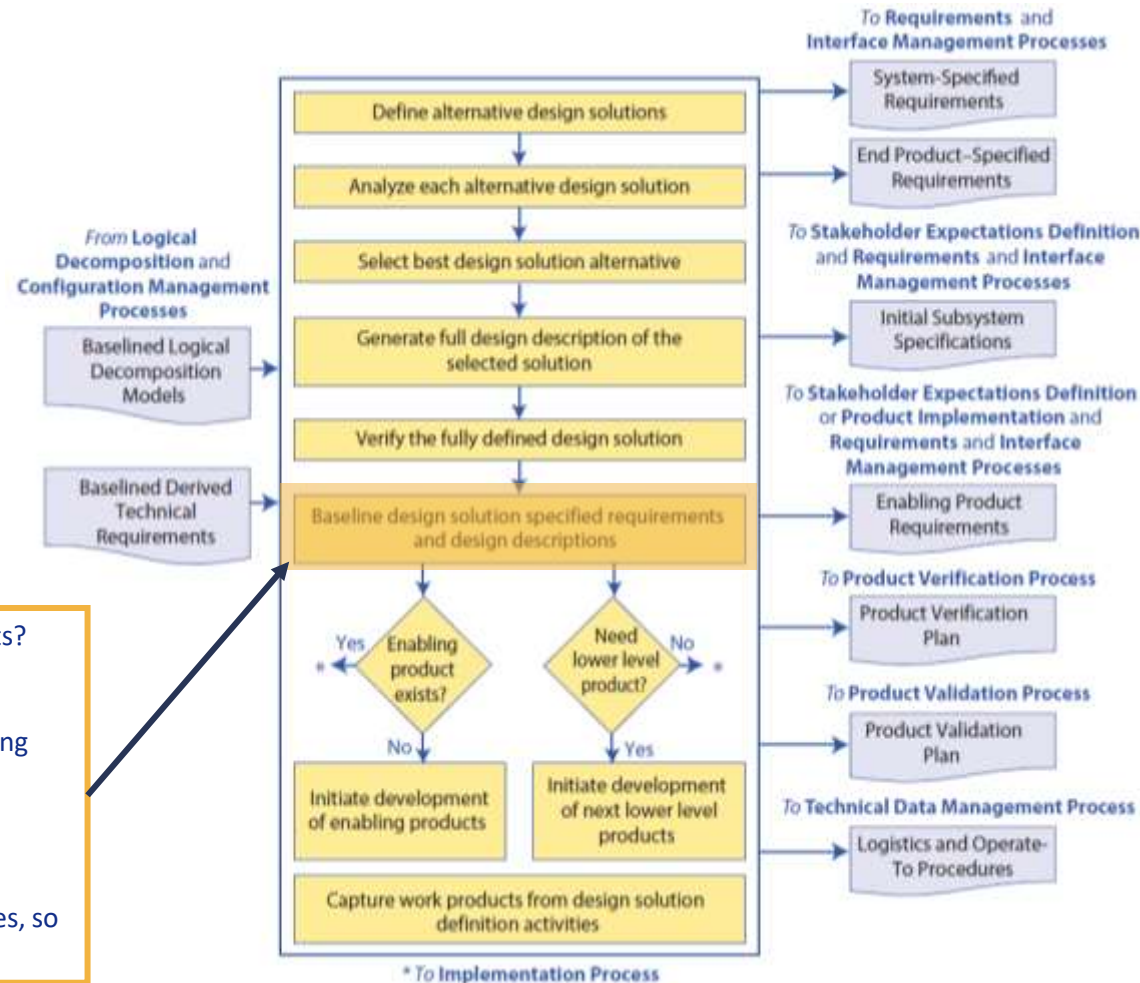 To Requirements and
Interface Management Processes
System-Specified
Requirements
End Product–Specified
Requirements
To Stakeholder Expectations Definition
and Requirements and Interface
Management Processes
Initial Subsystem
Specifications
To Stakeholder Expectations Definition
or Product Implementation and
Requirements and Interface
Management Processes
Enabling Product
Requirements
To Product Verification Process
Product Verification
Plan
To Product Validation Process
Product Validation
Plan
To Technical Data Management Process
Logistics and Operate-
To Procedures
From Logical
Decomposition and
Configuration Management
Processes
Baselined Logical
Decomposition
Models
Baselined Derived
Technical
Requirements
Define alternative design solutions
Analyze each alternative design solution
Select best design solution alternative
Generate full design description of the
selected solution
Verify the fully defined design solution
Baseline design solution specified requirements
and design descriptions
Yes
*
Enabling
product
exists?
No
Need
lower level
product?
No
*
Yes
Initiate development
of enabling products
Initiate development
of next lower level
products
Capture work products from design solution
definition activities
* To Implementation Process
so